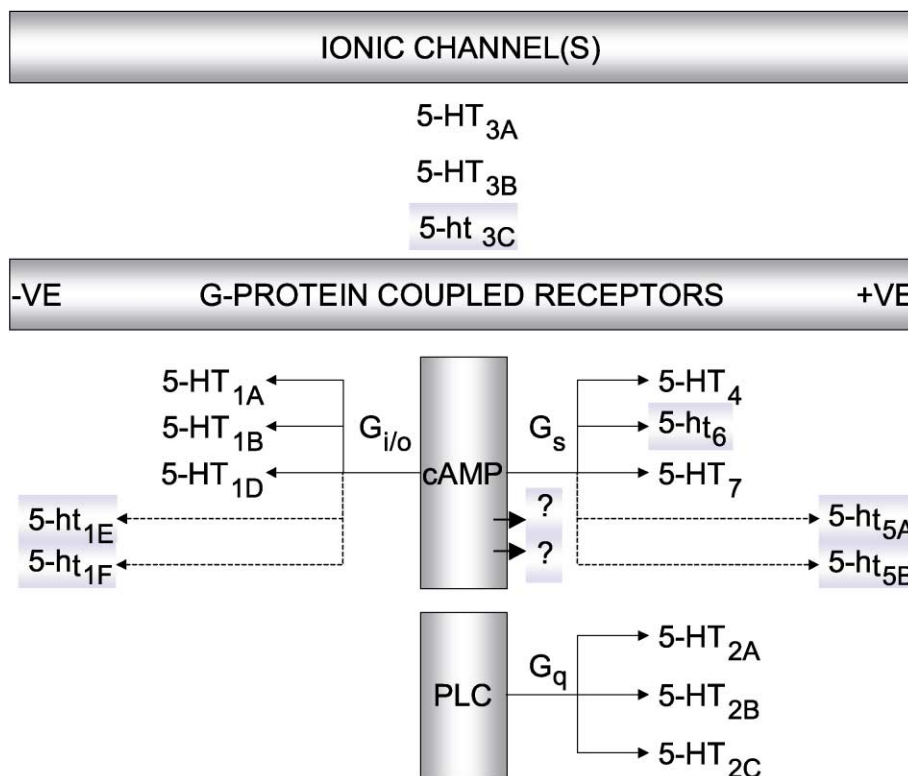 IONIC CHANNEL(S)
5-HT3A
5-HT3B
5-ht 3C
-VE G-PROTEIN COUPLED RECEPTORS +VE
5-HT1A 5-HT4
5-HT1B Gi/o Gs 5-ht6
5-HT1D cAMP 5-HT7
5-ht1E ? 5-ht5A
5-ht1F ? 5-ht5B
5-HT2A
PLC Gq 5-HT2B
5-HT2C